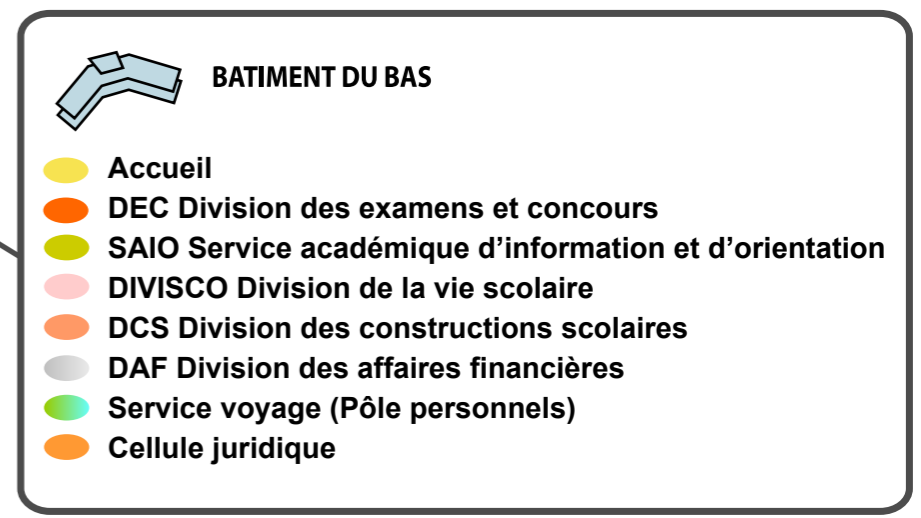 BATIMENT DU BAS
Accueil
DEC Division des examens et concours
SAIO Service académique d’information et d’orientation
DIVISCO Division de la vie scolaire
DCS Division des constructions scolaires
DAF Division des affaires financières
Service voyage (Pôle personnels)
Cellule juridique